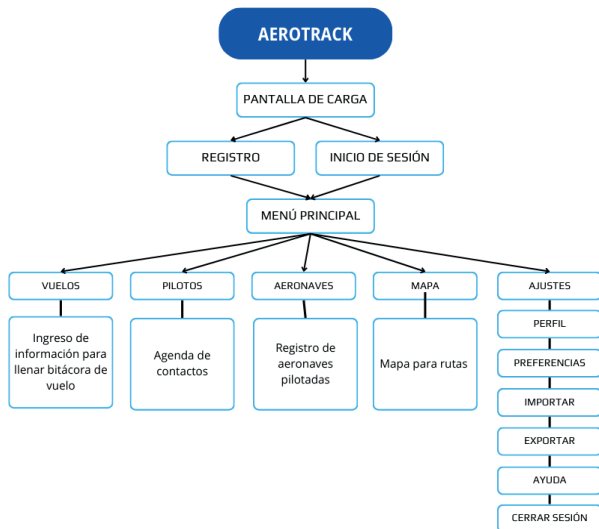 AEROTRACK
PANTALLA DE CARGA
REGISTRO
INICIO DE SESIÓN
MENÚ PRINCIPAL
VUELOS
PILOTOS
AERONAVES
MAPA
AJUSTES
Ingreso de
información para
llenar bitácora de
vuelo
Agenda de
contactos
Registro de
aeronaves
pilotadas
Mapa para rutas
PERFIL
PREFERENCIAS
IMPORTAR
EXPORTAR
AYUDA
CERRAR SESIÓN